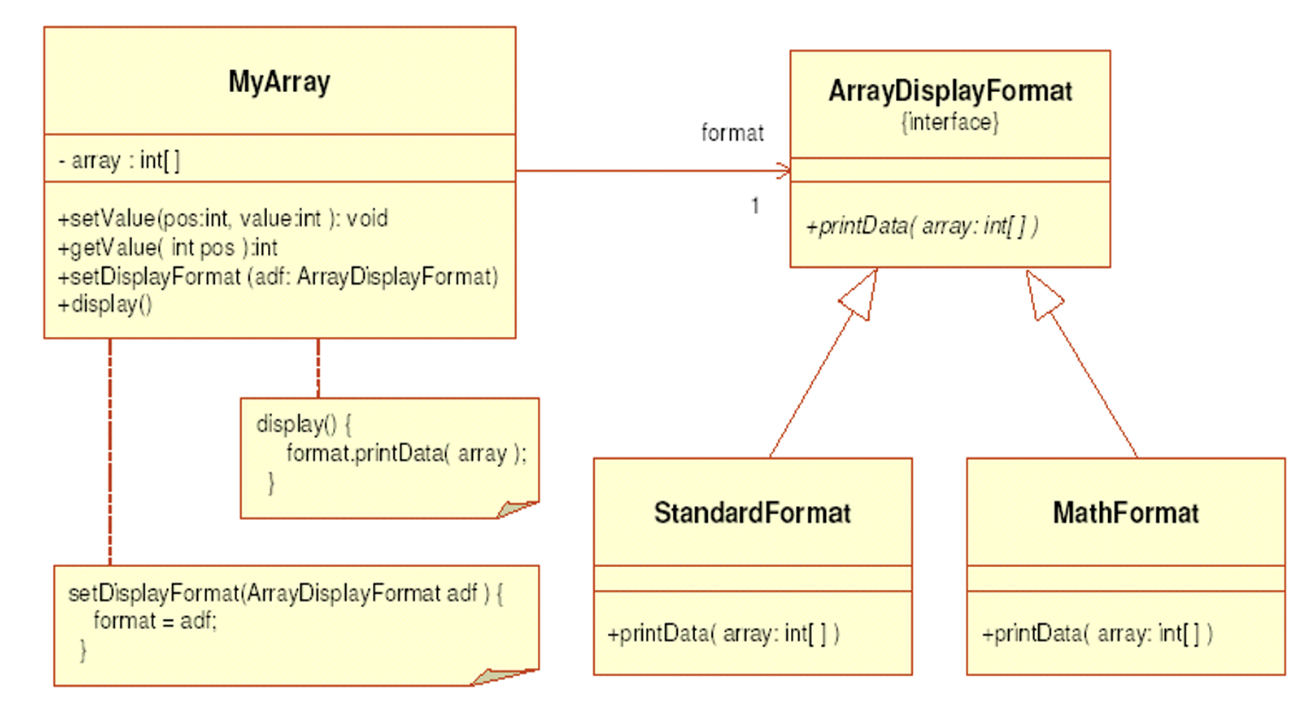 MyArray
- array : int[ ]
+setValue(pos:int, value:int ): void
+getValue( int pos ):int
+setDisplayFormat (adf: ArrayDisplayFormat)
+display()
format
1
ArrayDisplayFormat
{interface}
+printData( array: int[ ] )
display() {
format.printData( array );
}
setDisplayFormat(ArrayDisplayFormat adf ) {
format = adf;
}
StandardFormat
+printData( array: int[ ] )
MathFormat
+printData( array: int[ ] )